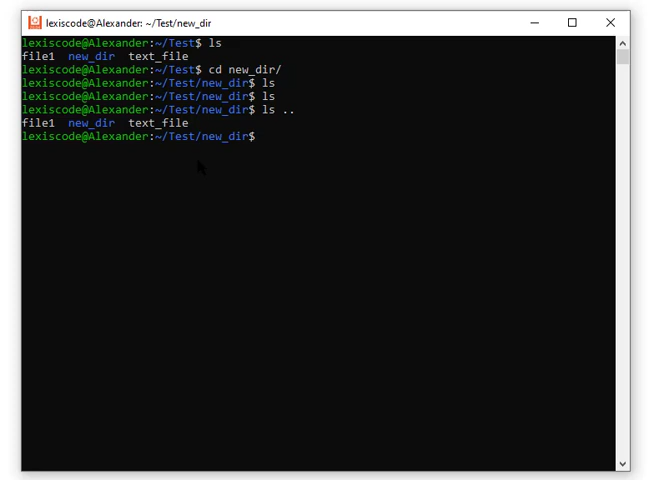 lexiscode@Alexander: ~/Test/new_dir
lexiscode@Alexander:~/Test$ ls
file1  new_dir  text_file
lexiscode@Alexander:~/Test$ cd new_dir/
lexiscode@Alexander:~/Test/new_dir$ ls
lexiscode@Alexander:~/Test/new_dir$ ls
lexiscode@Alexander:~/Test/new_dir$ ls ..
file1  new_dir  text_file
lexiscode@Alexander:~/Test/new_dir$